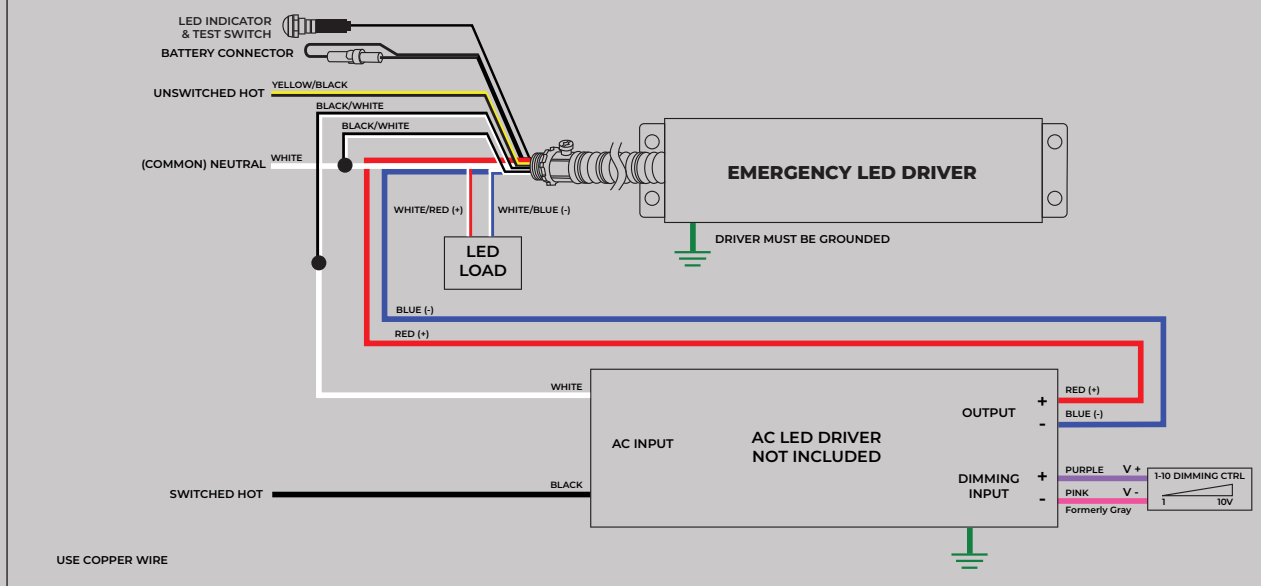 LED INDICATOR
& TEST SWITCH
BATTERY CONNECTOR
YELLOW/BLACK
UNSWITCHED HOT
BLACK/WHITE
BLACK/WHITE
(COMMON) NEUTRAL
WHITE
EMERGENCY LED DRIVER
WHITE/RED (+)
WHITE/BLUE (-)
DRIVER MUST BE GROUNDED
LED
LOAD
BLUE (-)
RED (+)
WHITE
RED (+)
OUTPUT
+
BLUE (-)
-
AC INPUT
AC LED DRIVER
NOT INCLUDED
DIMMING
INPUT
+
PURPLE V +
-
PINK V -
Formerly Gray
1-10 DIMMING CTRL
1 10V
BLACK
SWITCHED HOT
USE COPPER WIRE